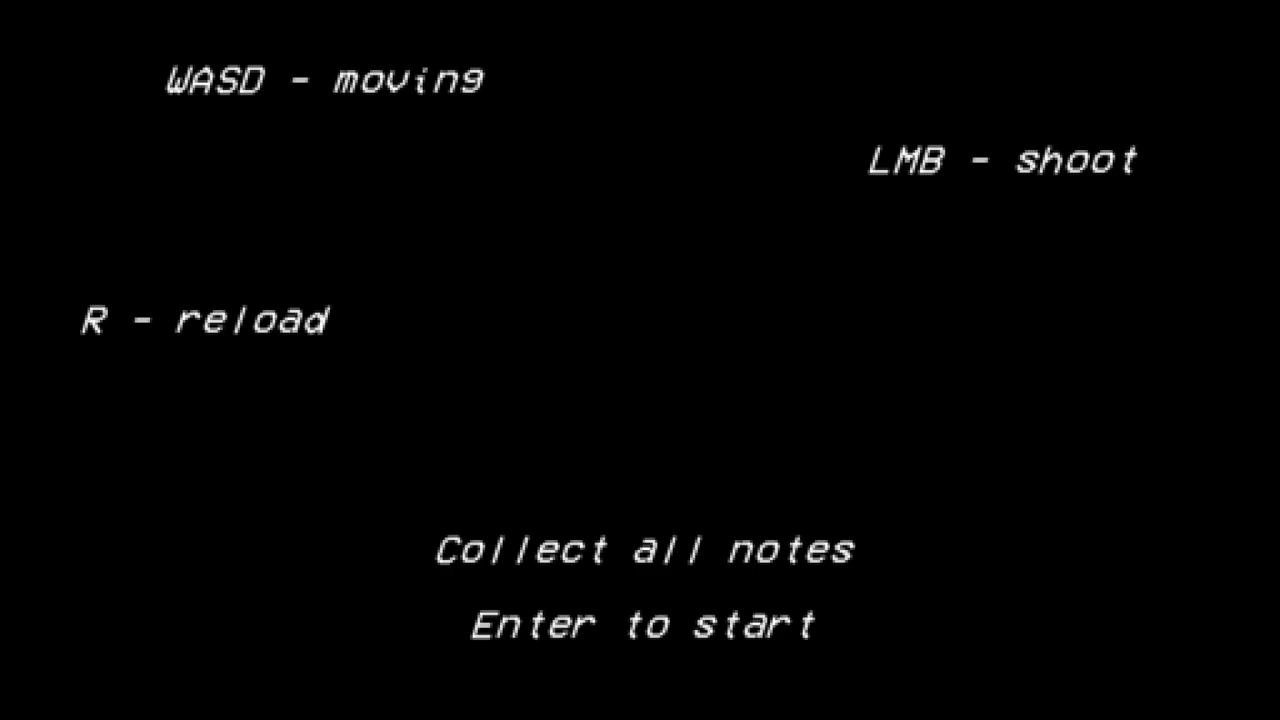 WASD - moving
LMB - shoot
R - reload
Collect all notes
Enter to start